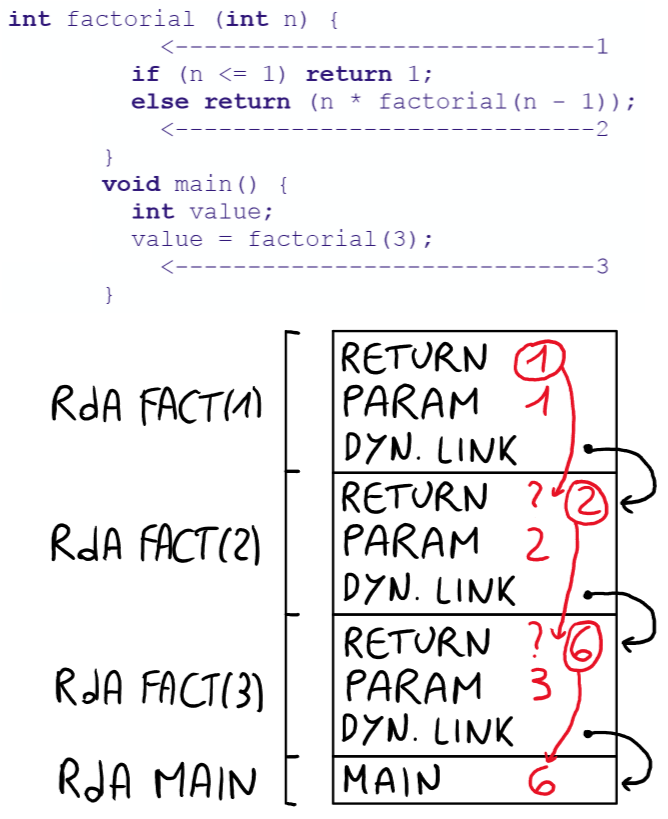 int factorial (int n) {
<----------------------------1
if (n <= 1) return 1;
else return (n * factorial(n - 1));
<----------------------------2
}
void main() {
int value;
value = factorial(3);
<----------------------------3
}
RdA FACT(1)
RETURN 1
PARAM 1
DYN. LINK
RdA FACT(2)
RETURN ? 2
PARAM 2
DYN. LINK
RdA FACT(3)
RETURN ? 6
PARAM 3
DYN. LINK
RdA MAIN
MAIN 6